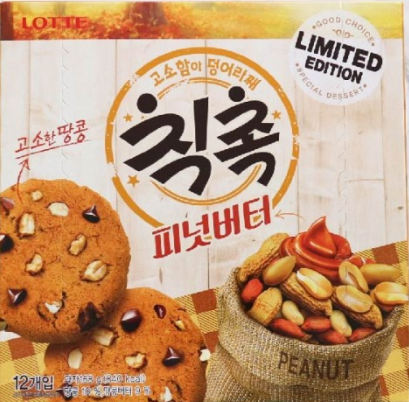 LOTTE
GOOD CHOICE
LIMITED
EDITION
SPECIAL DESSERT
고소함이 덩어리째
칙촉
고소한 땅콩
피넛버터
PEANUT
12개입